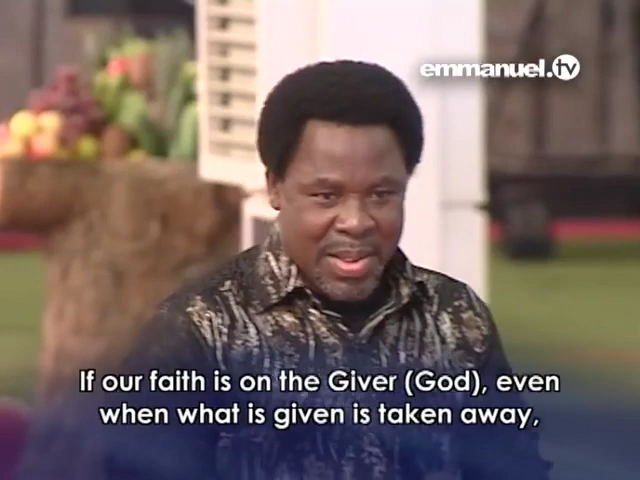 emmanuel.tv
If our faith is on the Giver (God), even
when what is given is taken away,